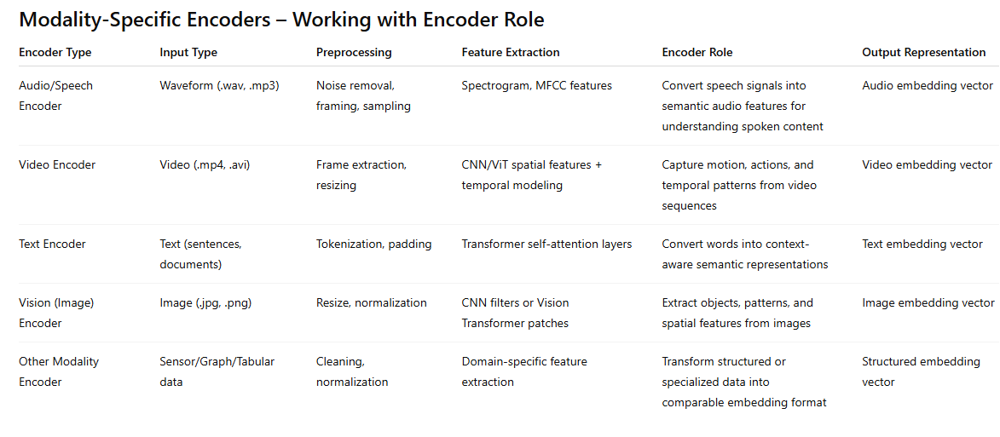 Modality-Specific Encoders – Working with Encoder Role
Encoder Type Input Type Preprocessing Feature Extraction Encoder Role Output Representation
Audio/Speech Waveform (.wav, .mp3) Noise removal, Spectrogram, MFCC features Convert speech signals into Audio embedding vector
Encoder framing, sampling semantic audio features for
understanding spoken content
Video Encoder Video (.mp4, .avi) Frame extraction, CNN/ViT spatial features + Capture motion, actions, and Video embedding vector
resizing temporal modeling temporal patterns from video
sequences
Text Encoder Text (sentences, Tokenization, padding Transformer self-attention layers Convert words into context- Text embedding vector
documents) aware semantic representations
Vision (Image) Image (.jpg, .png) Resize, normalization CNN filters or Vision Extract objects, patterns, and Image embedding vector
Encoder Transformer patches spatial features from images
Other Modality Sensor/Graph/Tabular Cleaning, Domain-specific feature Transform structured or Structured embedding
Encoder data normalization extraction specialized data into vector
comparable embedding format